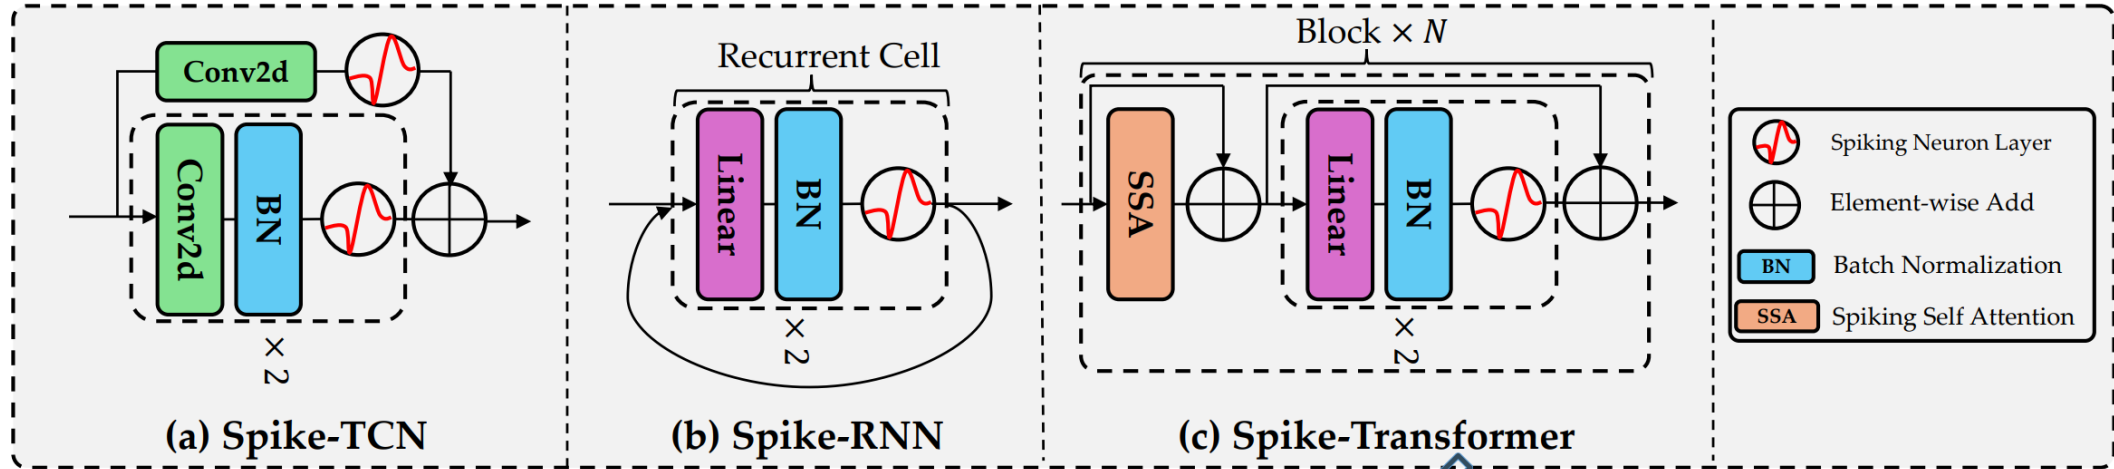 Conv2d
Conv2d
BN
× 2
(a) Spike-TCN
Recurrent Cell
Linear
BN
× 2
(b) Spike-RNN
Block × N
SSA
Linear
BN
× 2
(c) Spike-Transformer
Spiking Neuron Layer
Element-wise Add
BN Batch Normalization
SSA Spiking Self Attention